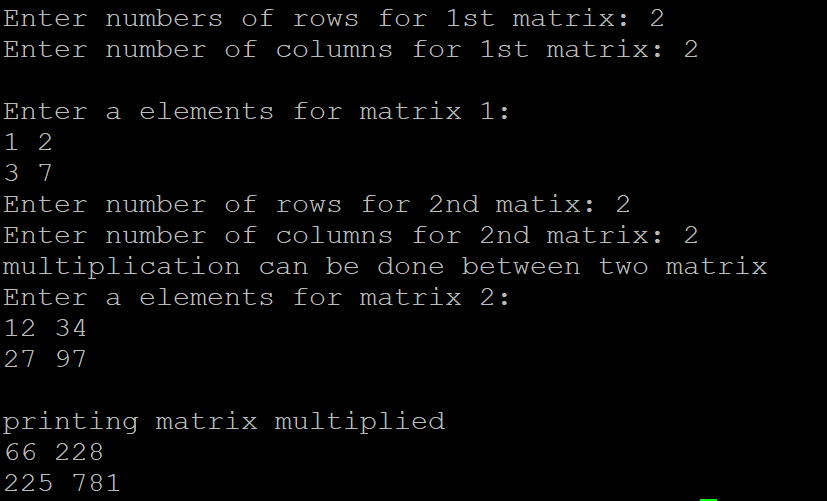 Enter numbers of rows for 1st matrix: 2
Enter number of columns for 1st matrix: 2
Enter a elements for matrix 1:
1 2
3 7
Enter number of rows for 2nd matix: 2
Enter number of columns for 2nd matrix: 2
multiplication can be done between two matrix
Enter a elements for matrix 2:
12 34
27 97
printing matrix multiplied
66 228
225 781